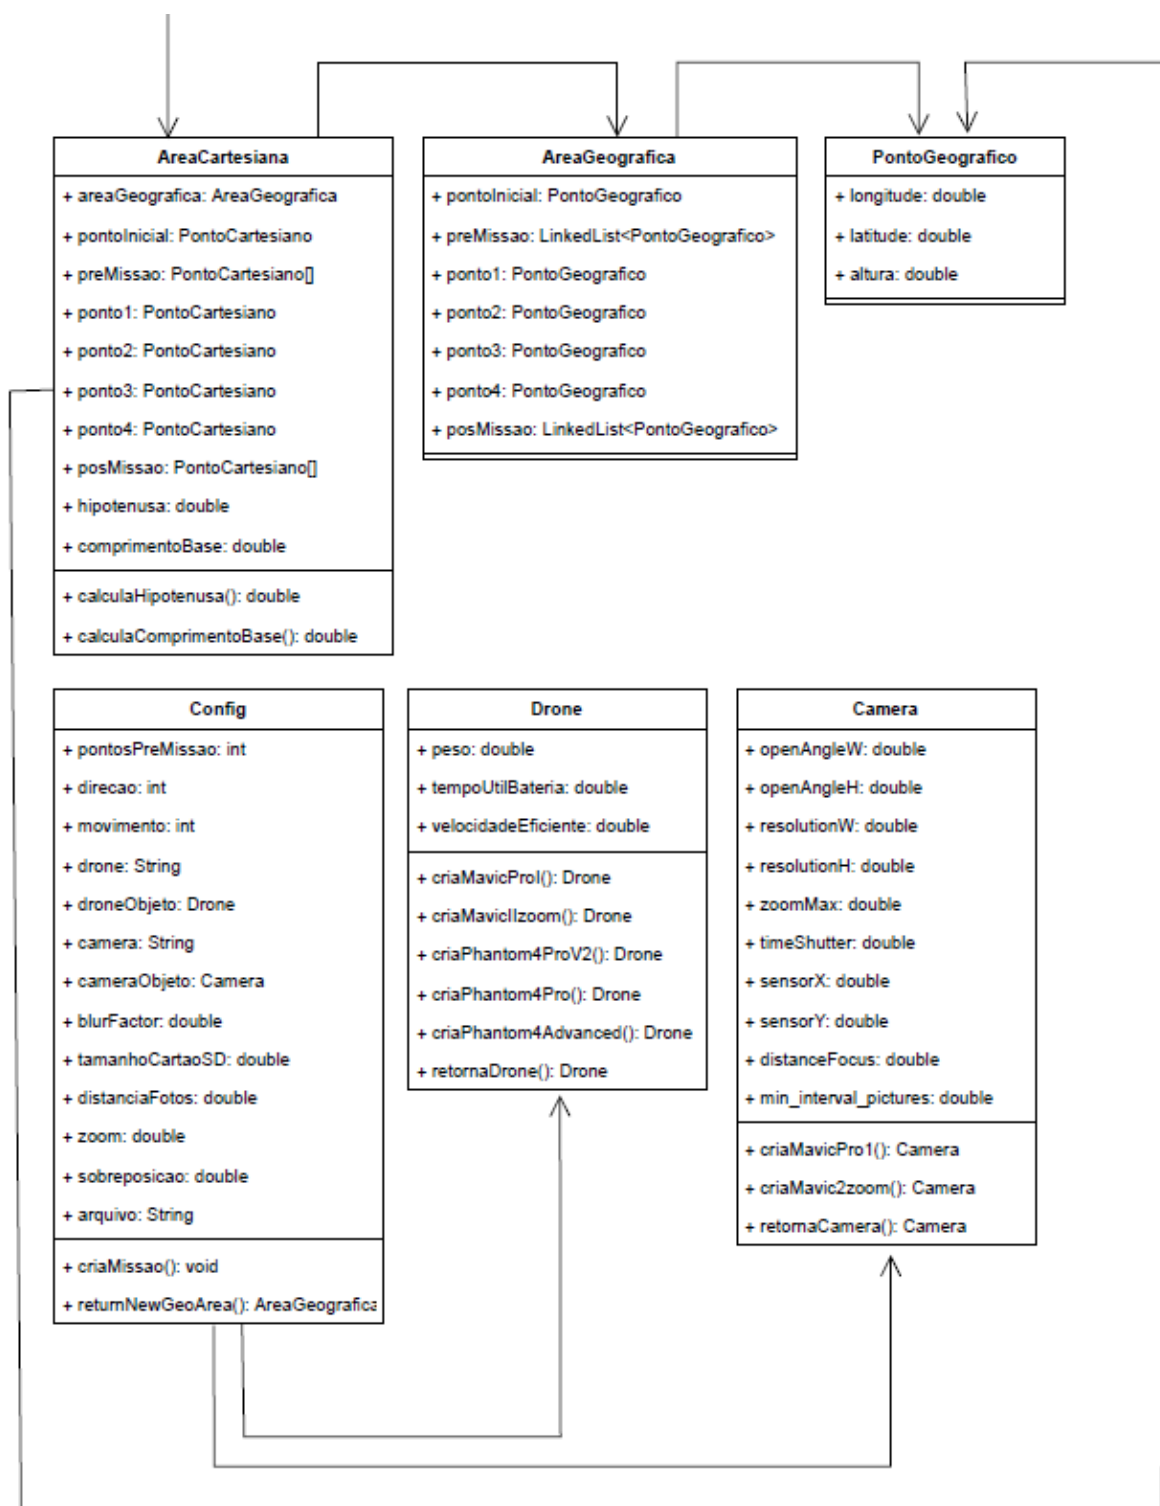 AreaCartesiana
+ areaGeografica: AreaGeografica
+ pontoInicial: PontoCartesiano
+ preMissao: PontoCartesiano[]
+ ponto1: PontoCartesiano
+ ponto2: PontoCartesiano
+ ponto3: PontoCartesiano
+ ponto4: PontoCartesiano
+ posMissao: PontoCartesiano[]
+ hipotenusa: double
+ comprimentoBase: double
+ calculaHipotenusa(): double
+ calculaComprimentoBase(): double
AreaGeografica
+ pontoInicial: PontoGeografico
+ preMissao: LinkedList<PontoGeografico>
+ ponto1: PontoGeografico
+ ponto2: PontoGeografico
+ ponto3: PontoGeografico
+ ponto4: PontoGeografico
+ posMissao: LinkedList<PontoGeografico>
PontoGeografico
+ longitude: double
+ latitude: double
+ altura: double
Config
+ pontosPreMissao: int
+ direcao: int
+ movimento: int
+ drone: String
+ droneObjeto: Drone
+ camera: String
+ cameraObjeto: Camera
+ blurFactor: double
+ tamanhoCartaoSD: double
+ distanciaFotos: double
+ zoom: double
+ sobreposicao: double
+ arquivo: String
+ criaMissao(): void
+ returnNewGeoArea(): AreaGeografica
Drone
+ peso: double
+ tempoUtilBateria: double
+ velocidadeEficiente: double
+ criaMavicProI(): Drone
+ criaMavicIIzoom(): Drone
+ criaPhantom4ProV2(): Drone
+ criaPhantom4Pro(): Drone
+ criaPhantom4Advanced(): Drone
+ retornaDrone(): Drone
Camera
+ openAngleW: double
+ openAngleH: double
+ resolutionW: double
+ resolutionH: double
+ zoomMax: double
+ timeShutter: double
+ sensorX: double
+ sensorY: double
+ distanceFocus: double
+ min_interval_pictures: double
+ criaMavicPro1(): Camera
+ criaMavic2zoom(): Camera
+ retornaCamera(): Camera